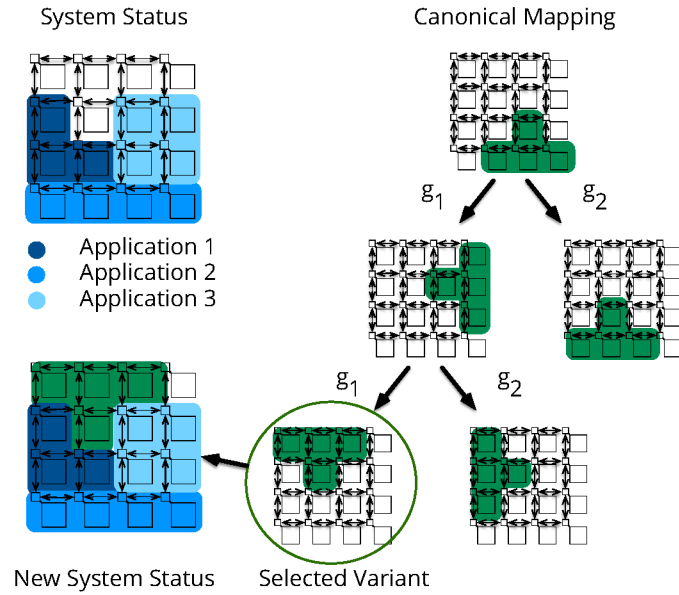 System Status
Canonical Mapping
g1
g2
Application 1
Application 2
Application 3
g1
g2
New System Status
Selected Variant